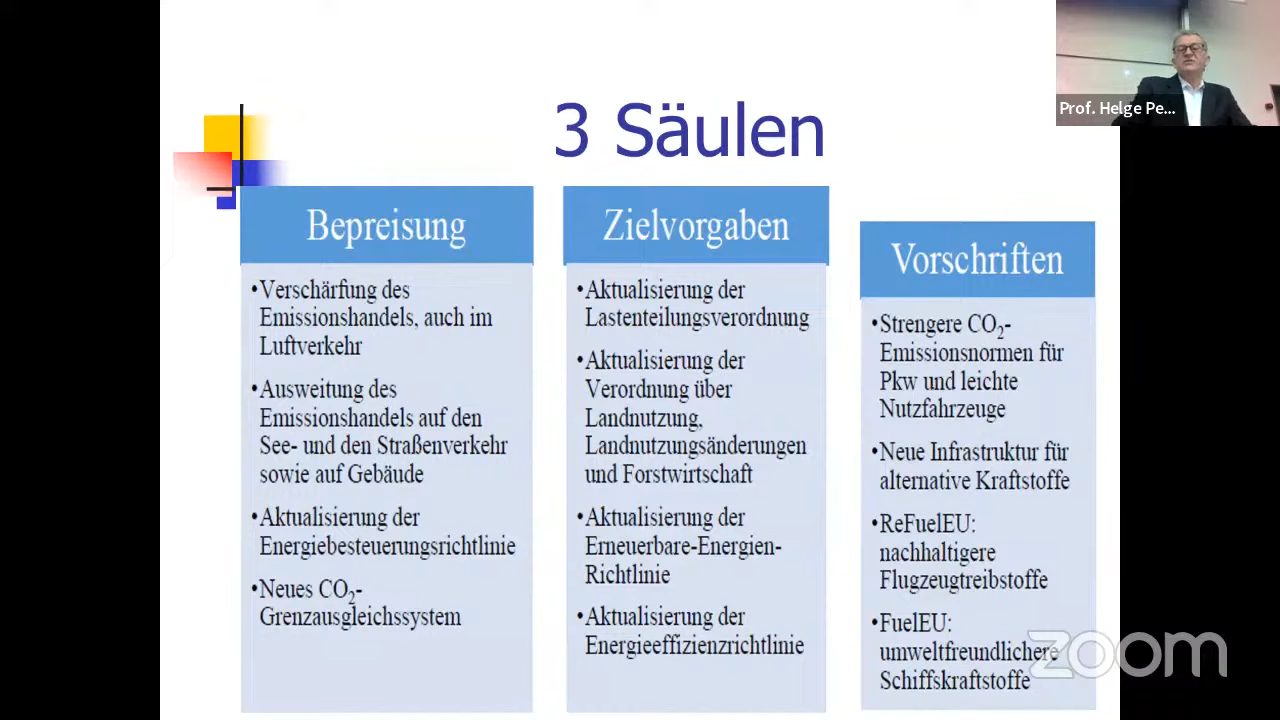 3 Säulen
Prof. Helge Pe...
Bepreisung
•Verschärfung des
Emissionshandels, auch im
Luftverkehr
•Ausweitung des
Emissionshandels auf den
See- und den Straßenverkehr
sowie auf Gebäude
•Aktualisierung der
Energiebesteuerungsrichtlinie
•Neues CO₂-
Grenzausgleichssystem
Zielvorgaben
•Aktualisierung der
Lastenteilungsverordnung
•Aktualisierung der
Verordnung über
Landnutzung,
Landnutzungsänderungen
und Forstwirtschaft
•Aktualisierung der
Erneuerbare-Energien-
Richtlinie
•Aktualisierung der
Energieeffizienzrichtlinie
Vorschriften
•Strengere CO₂-
Emissionsnormen für
Pkw und leichte
Nutzfahrzeuge
•Neue Infrastruktur für
alternative Kraftstoffe
•ReFuelEU:
nachhaltigere
Flugzeugtreibstoffe
•FuelEU:
umweltfreundlichere
Schiffskraftstoffe
zoom